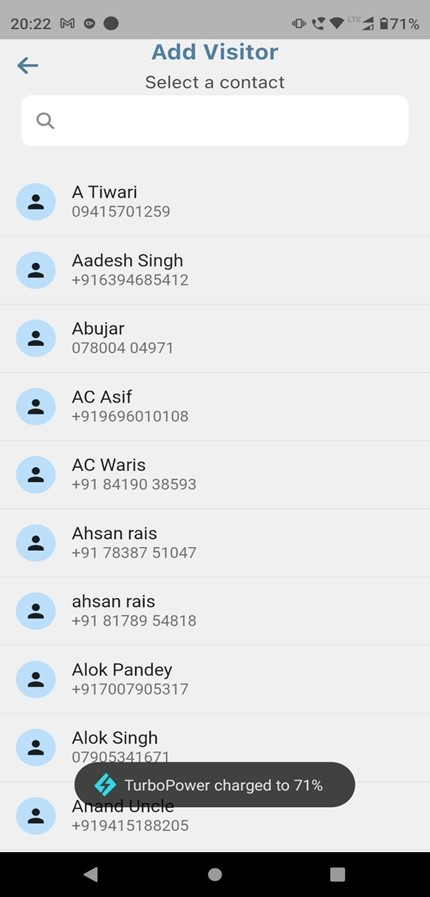 20:22
LTE
71%
Add Visitor
Select a contact
A Tiwari
09415701259
Aadesh Singh
+916394685412
Abujar
078004 04971
AC Asif
+919696010108
AC Waris
+91 84190 38593
Ahsan rais
+91 78387 51047
ahsan rais
+91 81789 54818
Alok Pandey
+917007905317
Alok Singh
07905341671
TurboPower charged to 71%
Anand Uncle
+919415188205